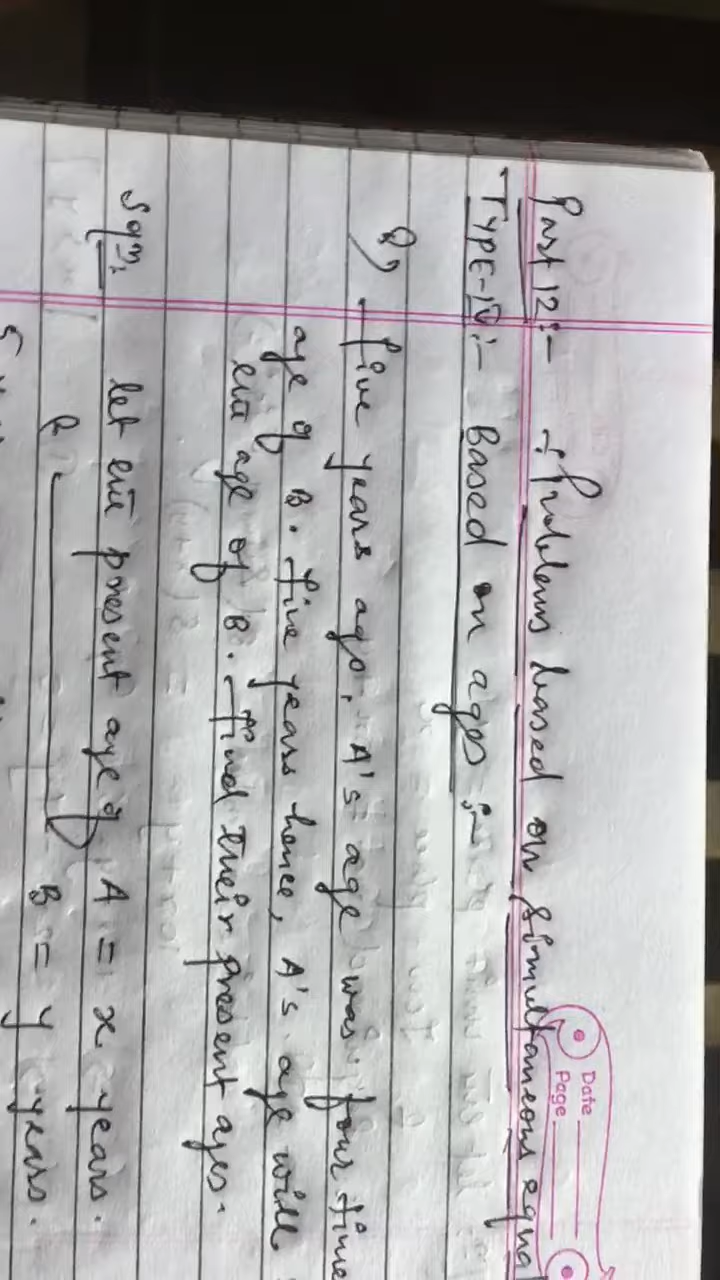 Date
Page
Part 12:- Problems based on simultaneous equa
TYPE-IV:- Based on ages:-
Q) Five years ago, A's age was four time
age of B. Five years hence, A's age will
the age of B. Find their present ages.
Soln: let the present age of A = x years.
B = y years.